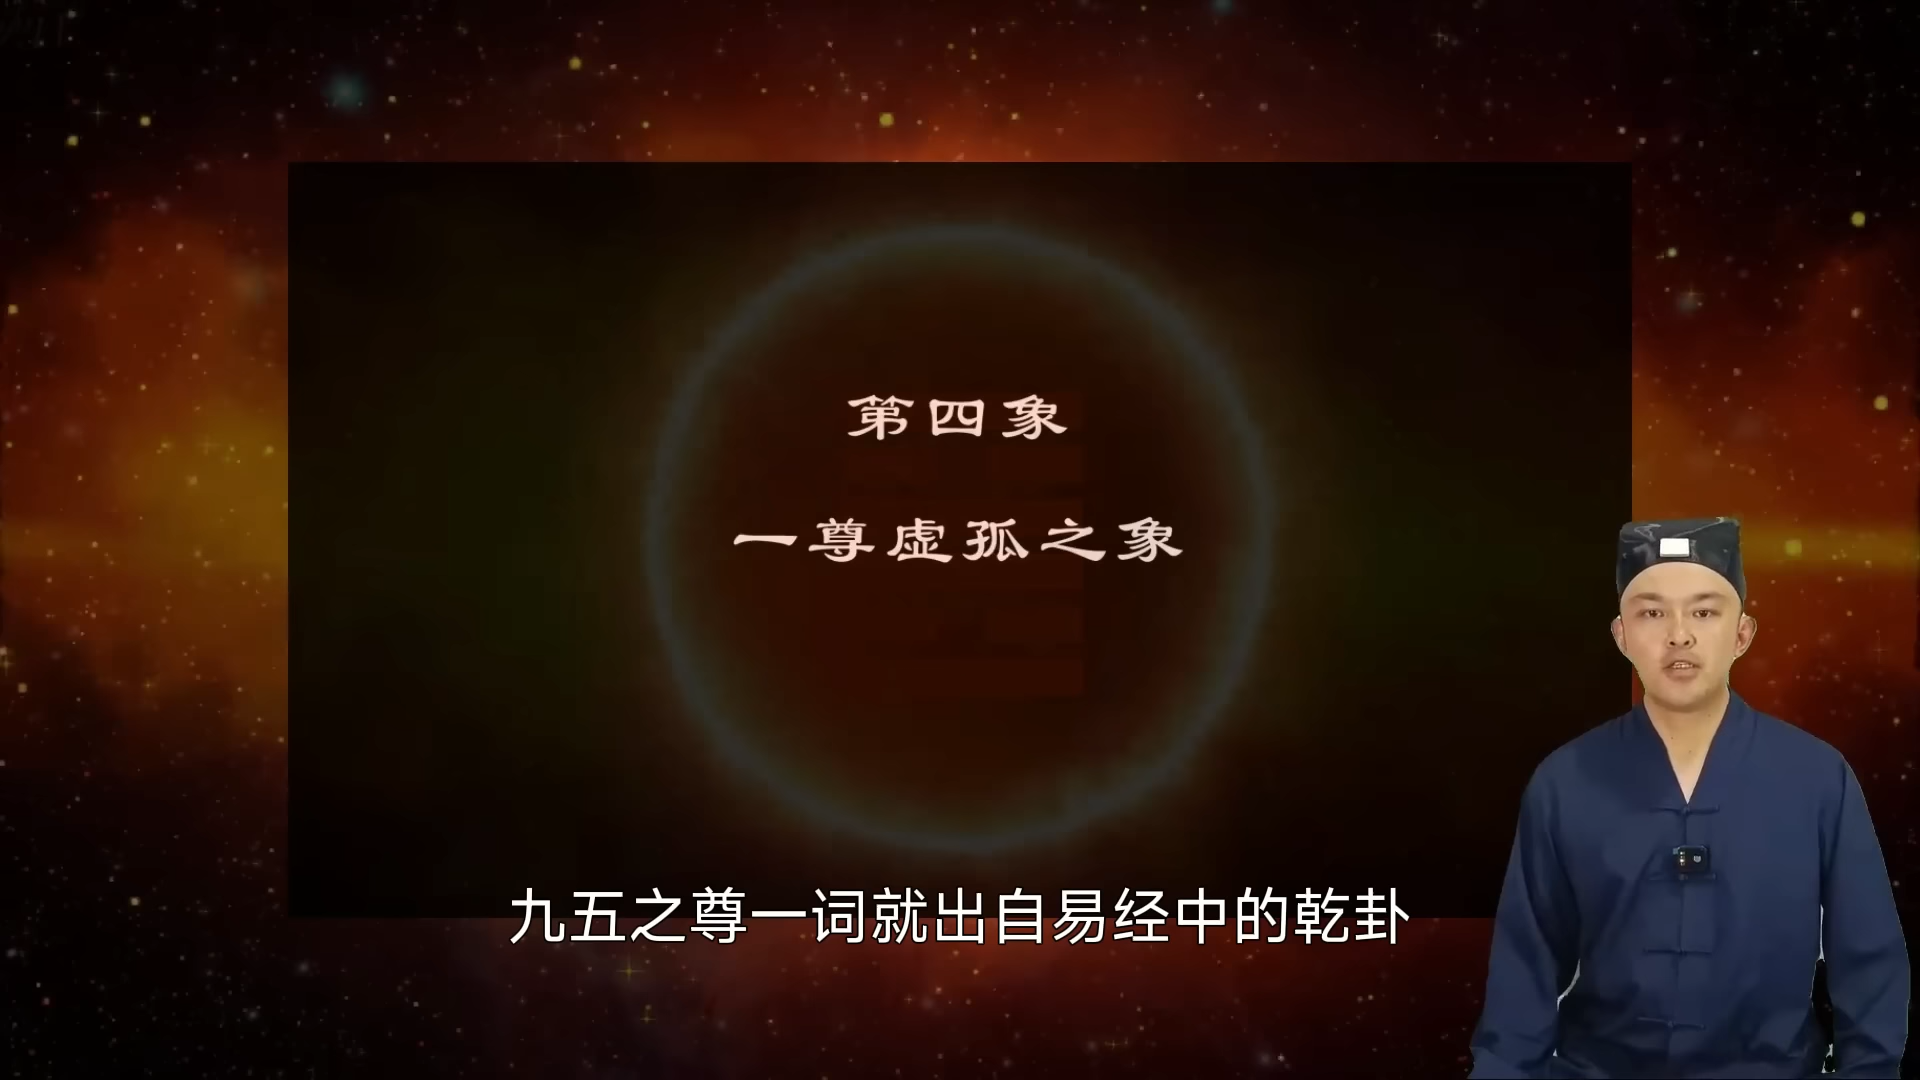 第四象
一尊虚孤之象
九五之尊一词就出自易经中的乾卦